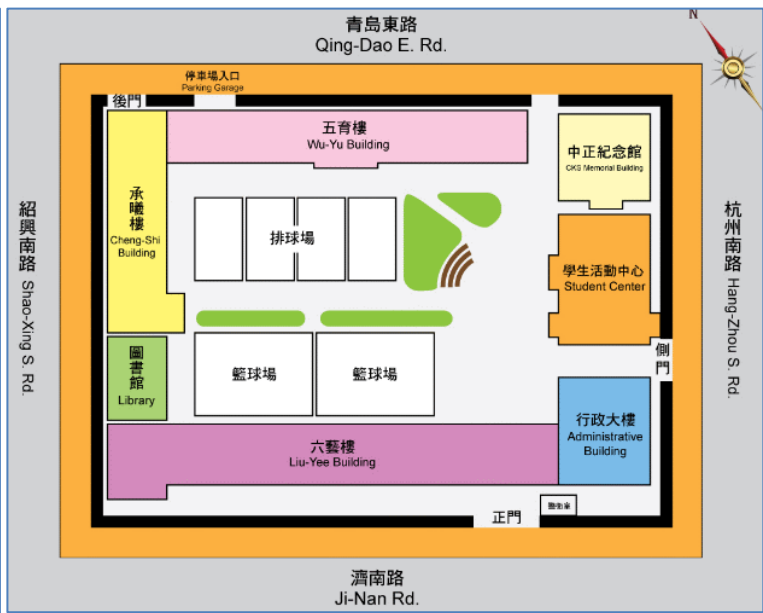 N
青島東路
Qing-Dao E. Rd.
停車場入口
Parking Garage
後門
五育樓
Wu-Yu Building
中正紀念館
CKS Memorial Building
承曦樓
Cheng-Shi
Building
排球場
學生活動中心
Student Center
紹興南路 Shao-Xing S. Rd.
杭州南路 Hang-Zhou S. Rd.
圖書館
Library
籃球場
籃球場
側門
六藝樓
Liu-Yee Building
行政大樓
Administrative
Building
正門
濟南路
Ji-Nan Rd.